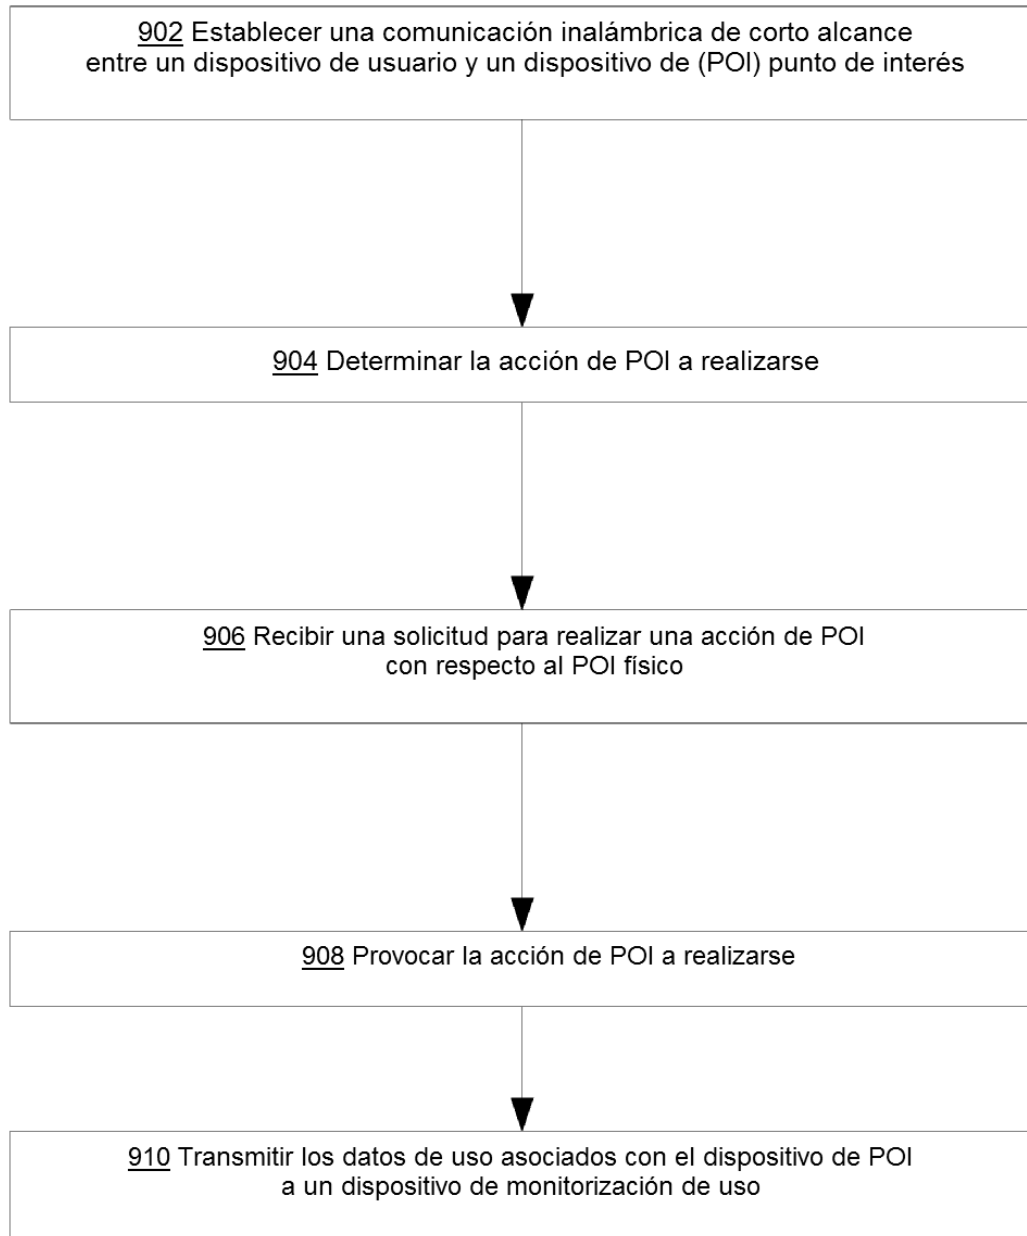 902 Establecer una comunicación inalámbrica de corto alcance
entre un dispositivo de usuario y un dispositivo de (POI) punto de interés
904 Determinar la acción de POI a realizarse
906 Recibir una solicitud para realizar una acción de POI
con respecto al POI físico
908 Provocar la acción de POI a realizarse
910 Transmitir los datos de uso asociados con el dispositivo de POI
a un dispositivo de monitorización de uso